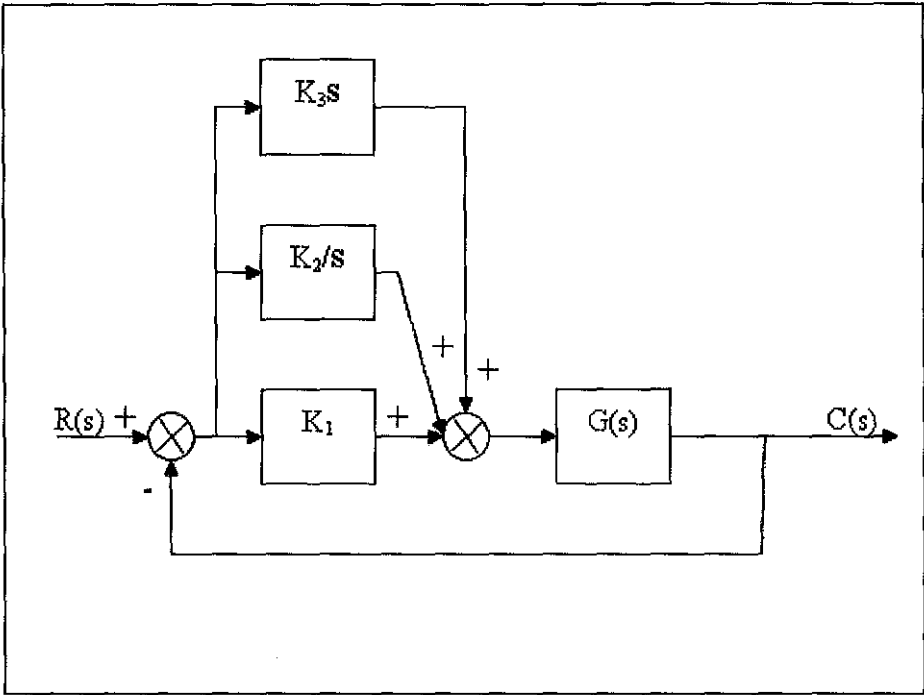 K₃s
K₂/s
+
+
R(s) +
K₁
+
G(s)
C(s)
-